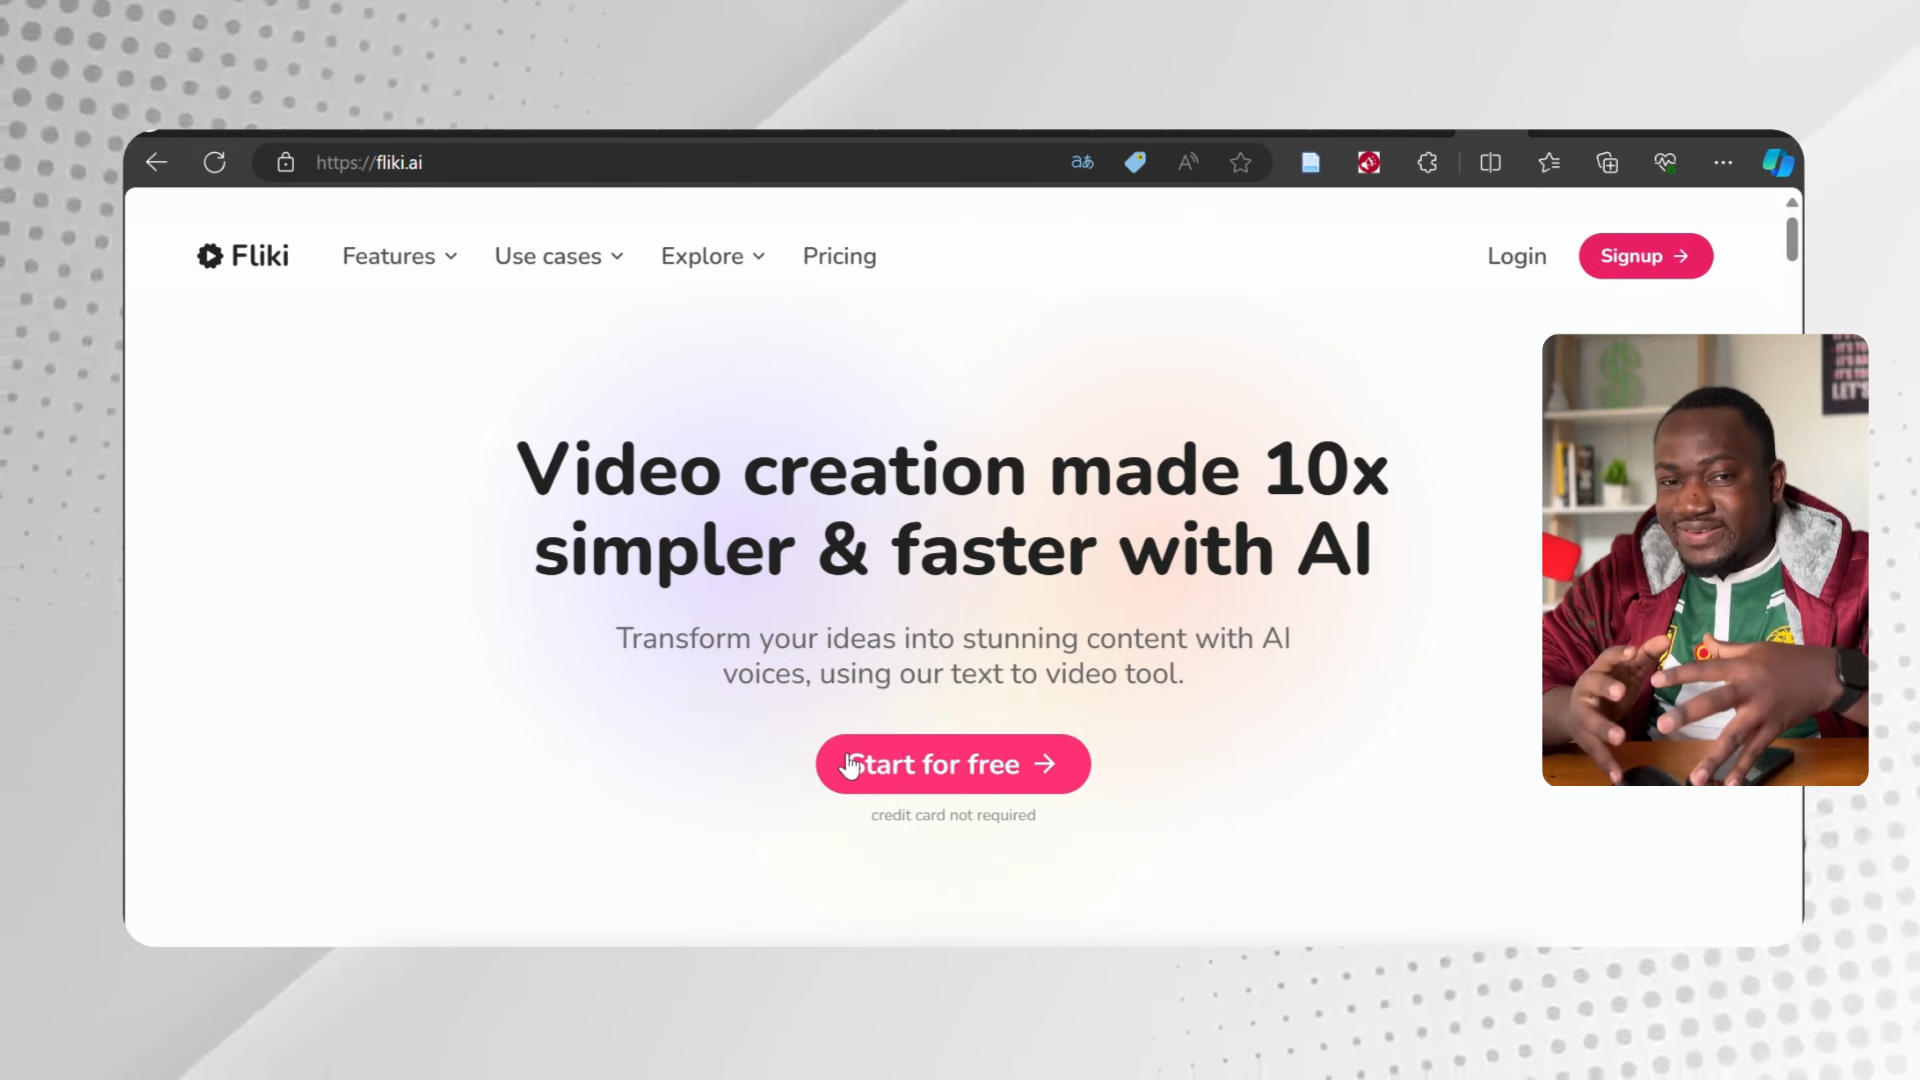 https://fliki.ai
Fliki
Features
Use cases
Explore
Pricing
Login
Signup
Video creation made 10x
simpler & faster with AI
Transform your ideas into stunning content with AI
voices, using our text to video tool.
Start for free
credit card not required
LET'S